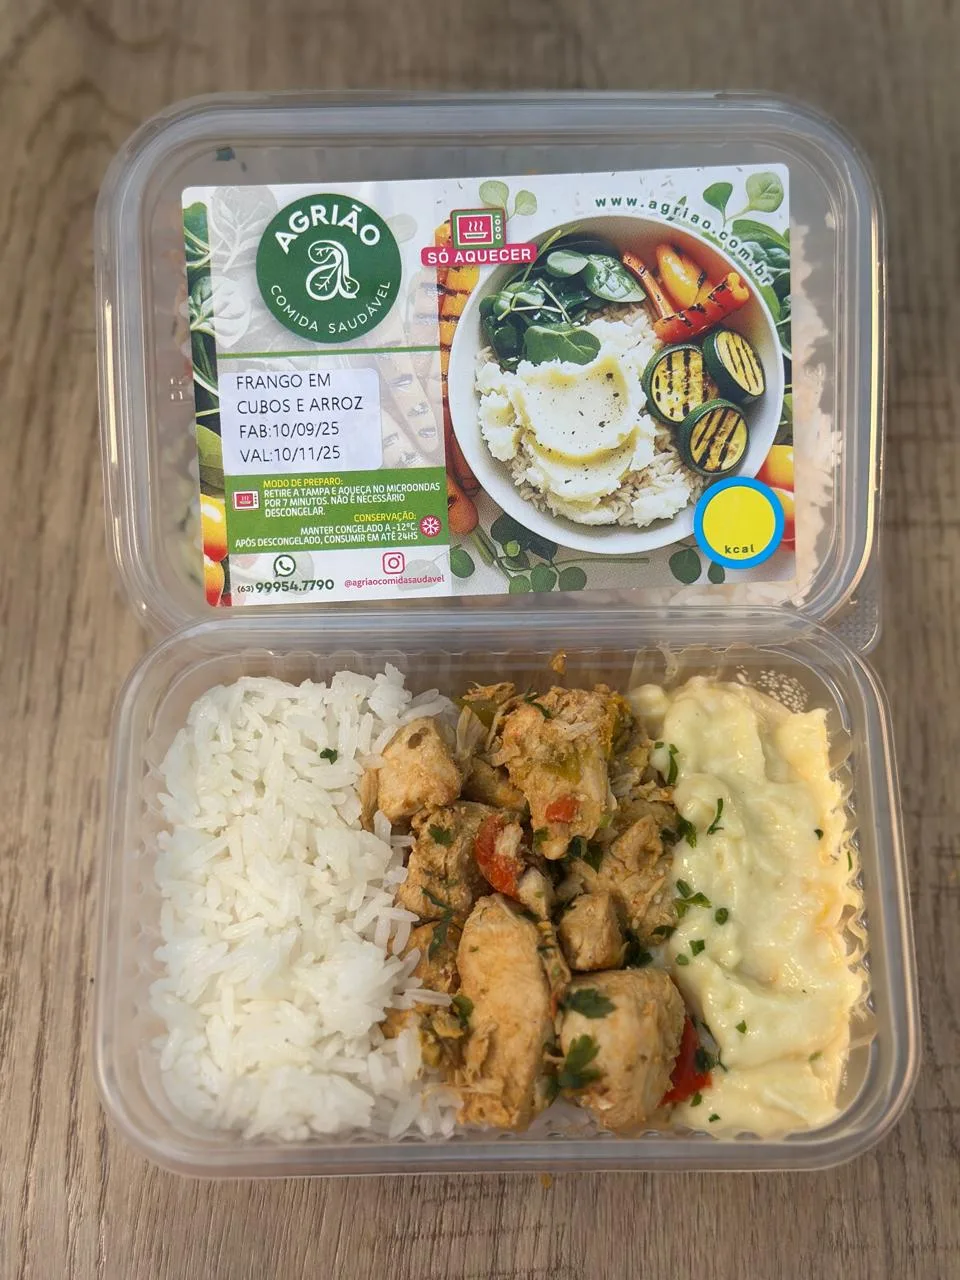 AGRIÃO
COMIDA SAUDÁVEL
SÓ AQUECER
www.agriao.com.br
FRANGO EM
CUBOS E ARROZ
FAB:10/09/25
VAL:10/11/25
MODO DE PREPARO:
RETIRE A TAMPA E AQUEÇA NO MICROONDAS
POR 7 MINUTOS. NÃO É NECESSÁRIO
DESCONGELAR.
CONSERVAÇÃO:
MANTER CONGELADO A -12°C.
APÓS DESCONGELADO, CONSUMIR EM ATÉ 24HS
kcal
(63) 99954.7790
@agriaocomidasaudavel